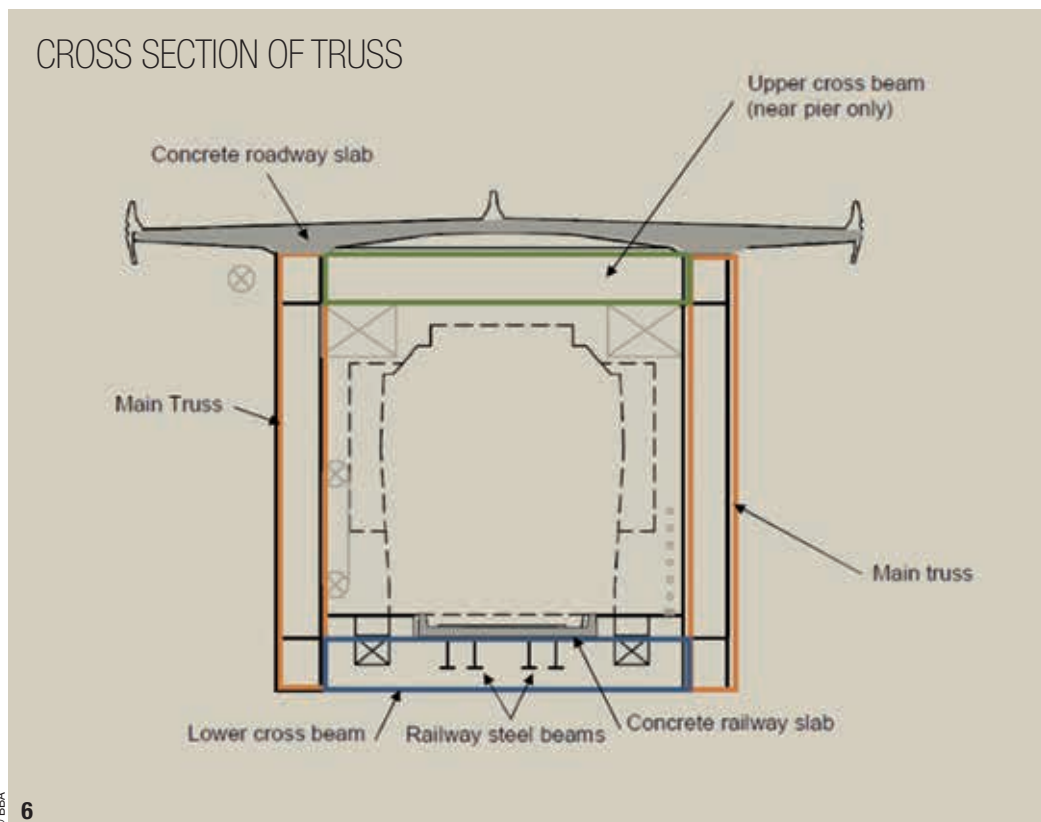 CROSS SECTION OF TRUSS
Upper cross beam
(near pier only)
Concrete roadway slab
Main Truss
Main truss
Lower cross beam
Railway steel beams
Concrete railway slab
BBA
6